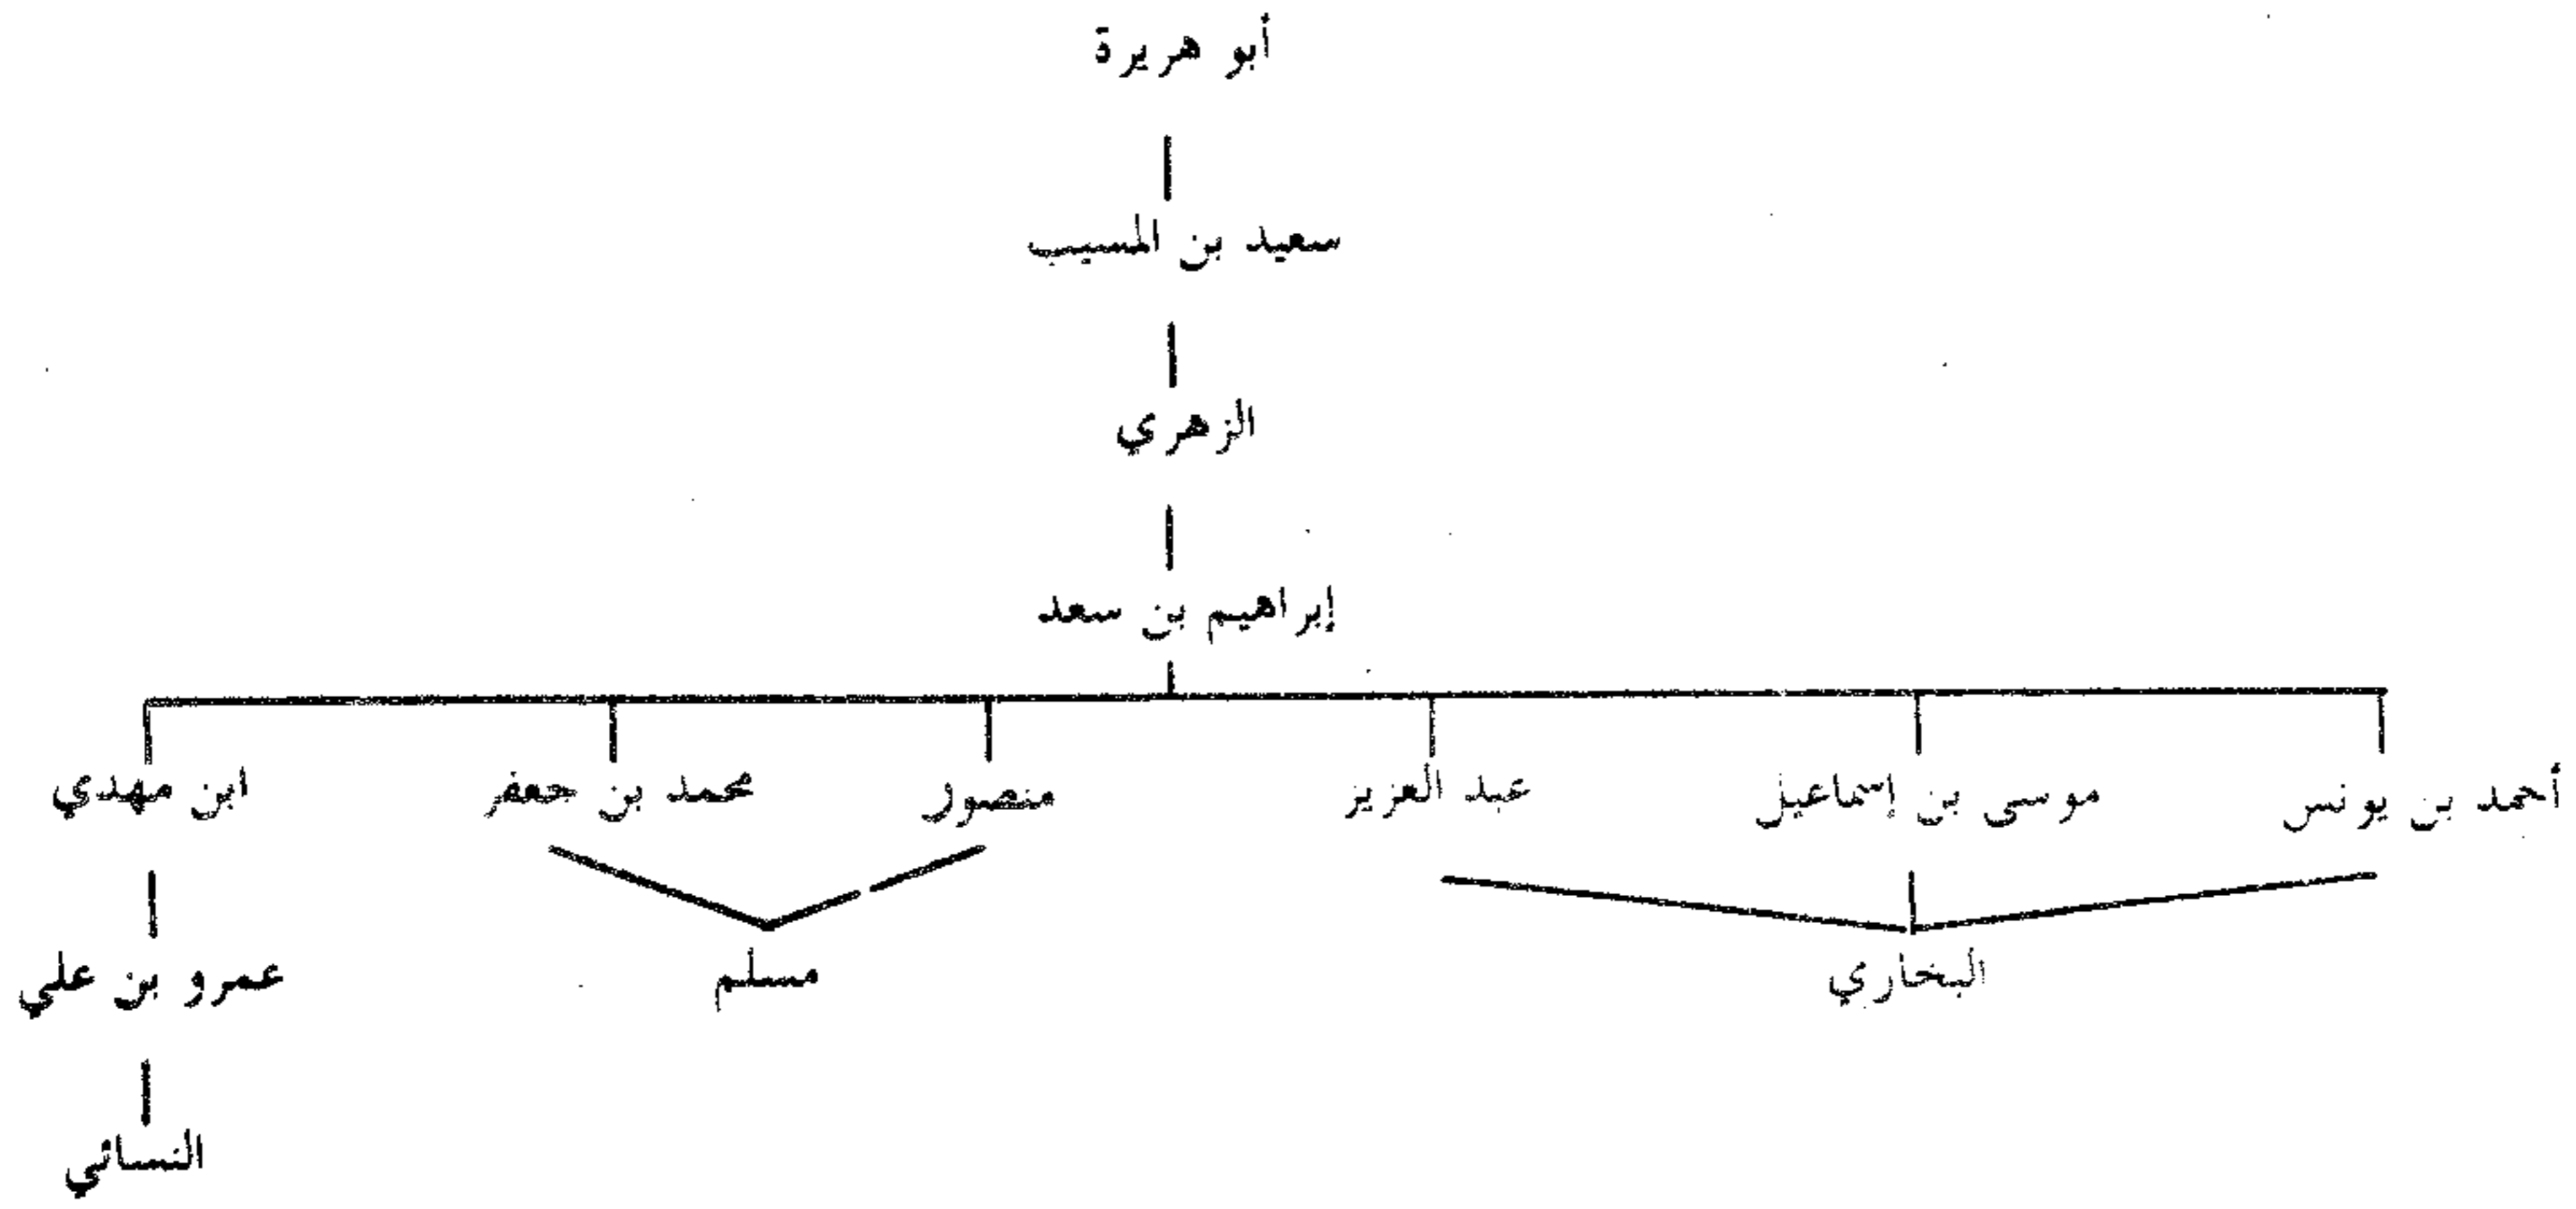 أبو هريرة
سعيد بن المسيب
الزهري
إبراهيم بن سعد
أحمد بن يونس موسى بن إسماعيل عبد العزيز منصور محمد بن جعفر ابن مهدي
البخاري مسلم عمرو بن علي
النسائي